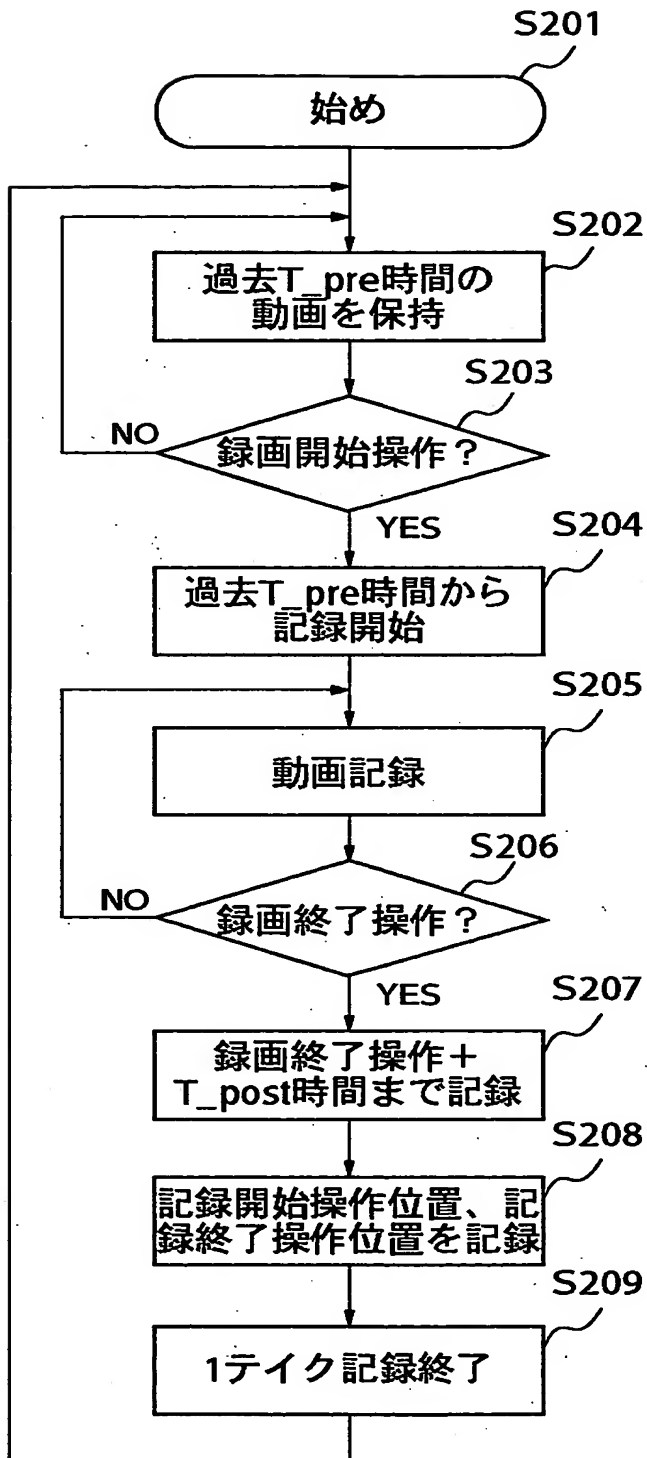 S201
始め
S202
過去T_pre時間の
動画を保持
S203
NO
録画開始操作？
YES
S204
過去T_pre時間から
記録開始
S205
動画記録
S206
NO
録画終了操作？
YES
S207
録画終了操作＋
T_post時間まで記録
S208
記録開始操作位置、記
録終了操作位置を記録
S209
1テイク記録終了